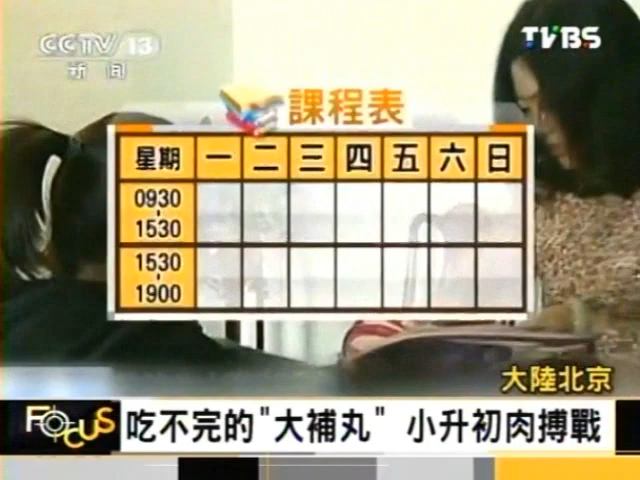 CCTV 13
新闻
TVBS
課程表
星期 一 二 三 四 五 六 日
0930
-
1530
1530
-
1900
大陸北京
FOCUS
吃不完的"大補丸" 小升初肉搏戰